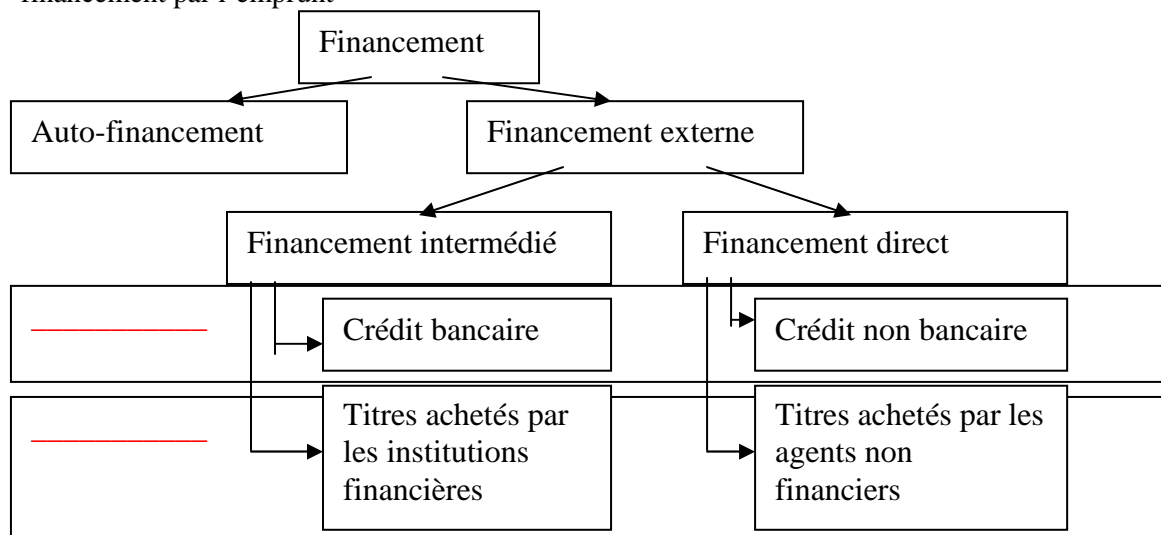 financement par l'emprunt
Financement
Auto-financement
Financement externe
Financement intermédié
Financement direct
Crédit bancaire
Crédit non bancaire
Titres achetés par
les institutions
financières
Titres achetés par les
agents non
financiers